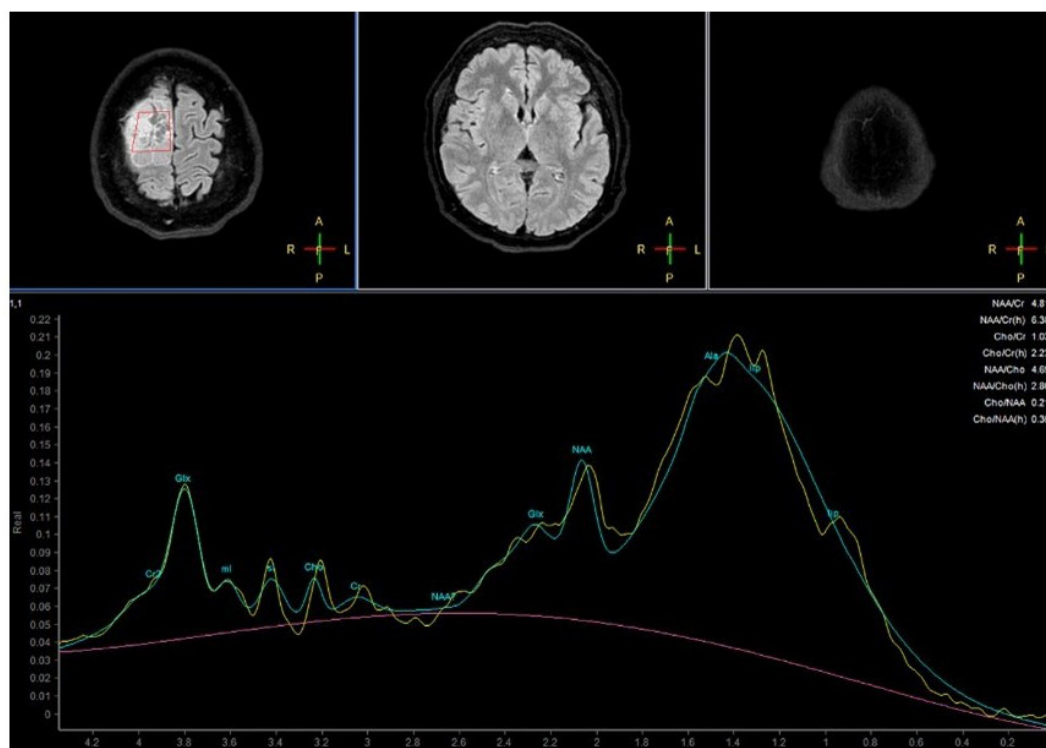 A
R F L
P
A
R F L
P
A
R F L
P
1,1
NAA/Cr 4.8
NAA/Cr(h) 6.3
Cho/Cr 1.0
Cho/Cr(h) 2.2
NAA/Cho 4.6
NAA/Cho(h) 2.8
Cho/NAA 0.2
Cho/NAA(h) 0.3
0.22
0.21
0.2
0.19
0.18
0.17
0.16
0.15
0.14
0.13
0.12
0.11
0.1
0.09
0.08
0.07
0.06
0.05
0.04
0.03
0.02
0.01
0
Real
Cr2
Glx
mI
Cho
Cr
Glx
NAA
Ala
4.2 4 3.8 3.6 3.4 3.2 3 2.8 2.6 2.4 2.2 2 1.8 1.6 1.4 1.2 1 0.8 0.6 0.4 0.2